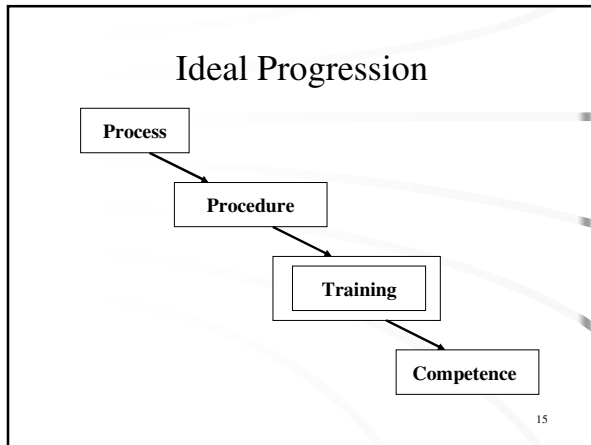 Ideal Progression
Process
Procedure
Training
Competence
15